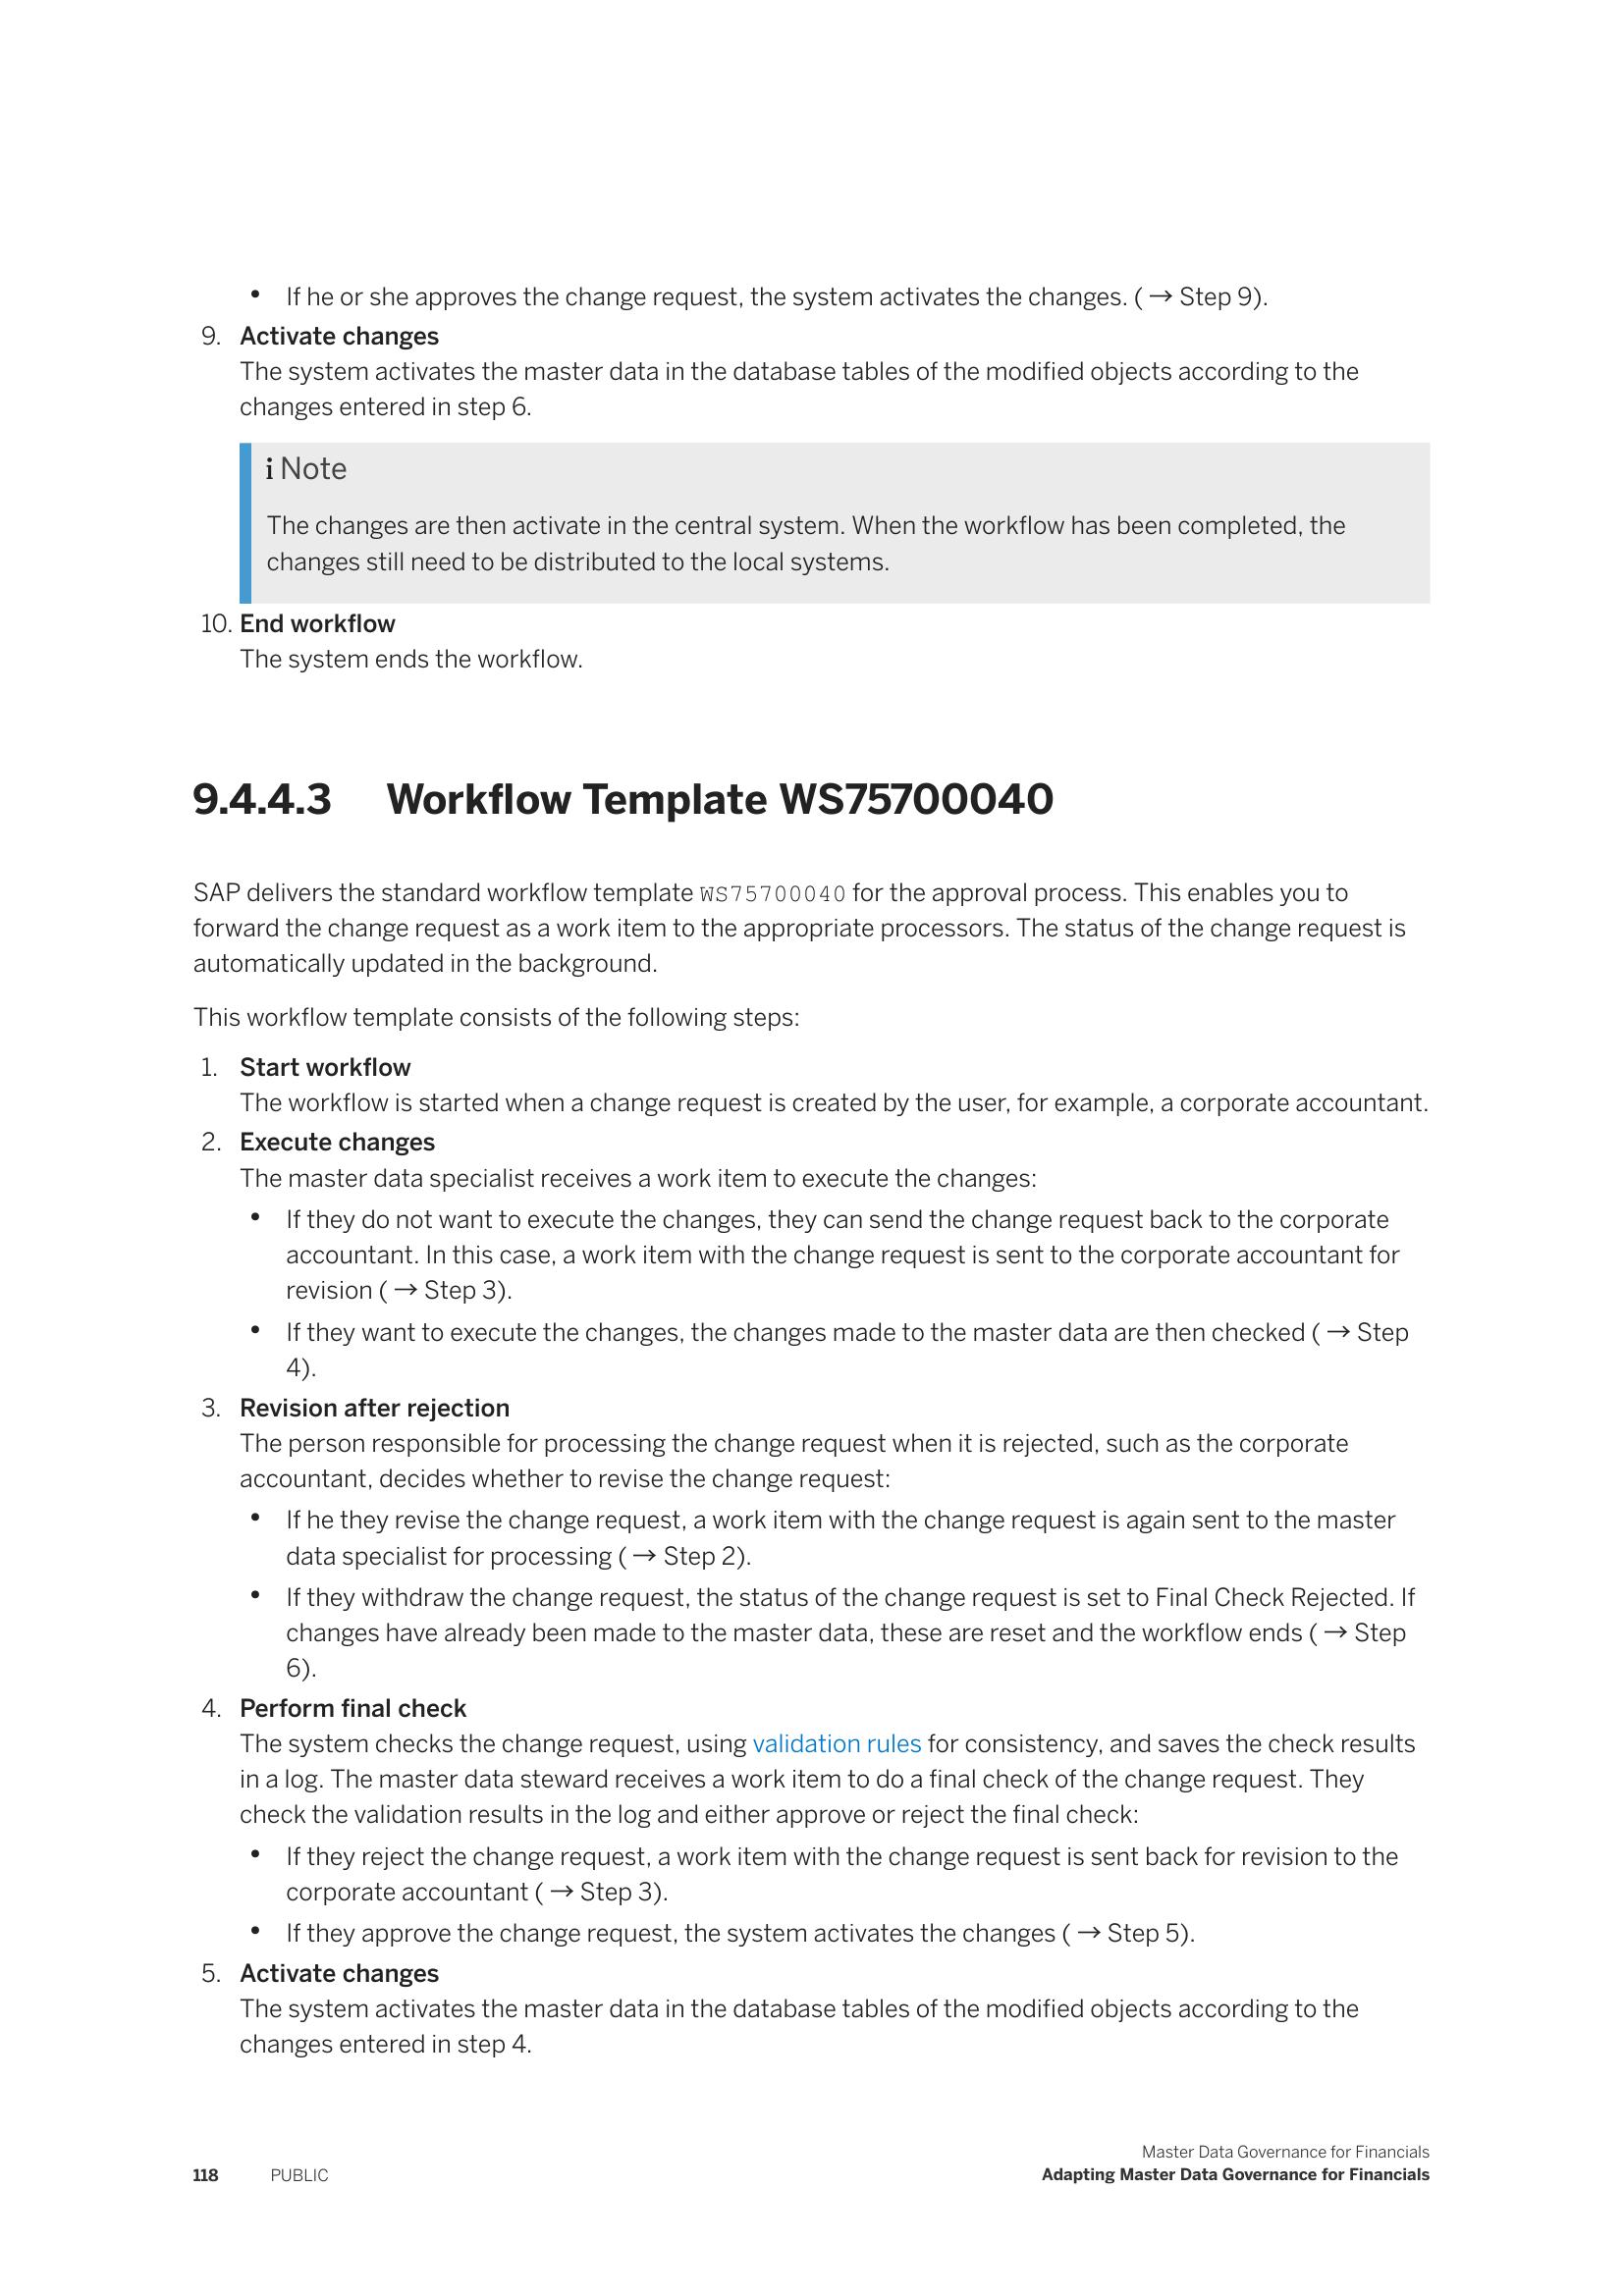 • If he or she approves the change request, the system activates the changes. ( → Step 9).
9. Activate changes
The system activates the master data in the database tables of the modified objects according to the
changes entered in step 6.
i Note
The changes are then activate in the central system. When the workflow has been completed, the
changes still need to be distributed to the local systems.
10. End workflow
The system ends the workflow.
9.4.4.3 Workflow Template WS75700040
SAP delivers the standard workflow template WS75700040 for the approval process. This enables you to
forward the change request as a work item to the appropriate processors. The status of the change request is
automatically updated in the background.
This workflow template consists of the following steps:
1. Start workflow
The workflow is started when a change request is created by the user, for example, a corporate accountant.
2. Execute changes
The master data specialist receives a work item to execute the changes:
• If they do not want to execute the changes, they can send the change request back to the corporate
accountant. In this case, a work item with the change request is sent to the corporate accountant for
revision ( → Step 3).
• If they want to execute the changes, the changes made to the master data are then checked ( → Step
4).
3. Revision after rejection
The person responsible for processing the change request when it is rejected, such as the corporate
accountant, decides whether to revise the change request:
• If he they revise the change request, a work item with the change request is again sent to the master
data specialist for processing ( → Step 2).
• If they withdraw the change request, the status of the change request is set to Final Check Rejected. If
changes have already been made to the master data, these are reset and the workflow ends ( → Step
6).
4. Perform final check
The system checks the change request, using validation rules for consistency, and saves the check results
in a log. The master data steward receives a work item to do a final check of the change request. They
check the validation results in the log and either approve or reject the final check:
• If they reject the change request, a work item with the change request is sent back for revision to the
corporate accountant ( → Step 3).
• If they approve the change request, the system activates the changes ( → Step 5).
5. Activate changes
The system activates the master data in the database tables of the modified objects according to the
changes entered in step 4.
Master Data Governance for Financials
118 PUBLIC Adapting Master Data Governance for Financials